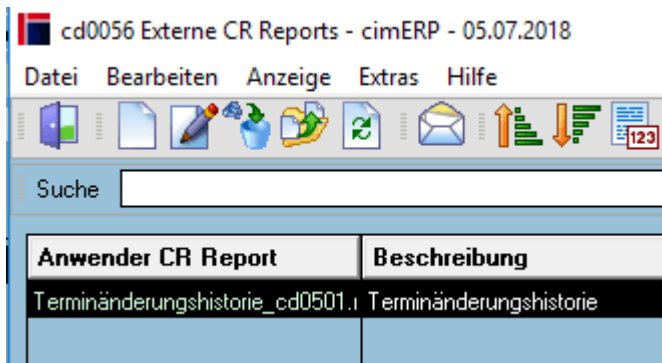 cd0056 Externe CR Reports - cimERP - 05.07.2018
Datei Bearbeiten Anzeige Extras Hilfe
123
Suche
Anwender CR Report Beschreibung
Terminänderungshistorie_cd0501. Terminänderungshistorie